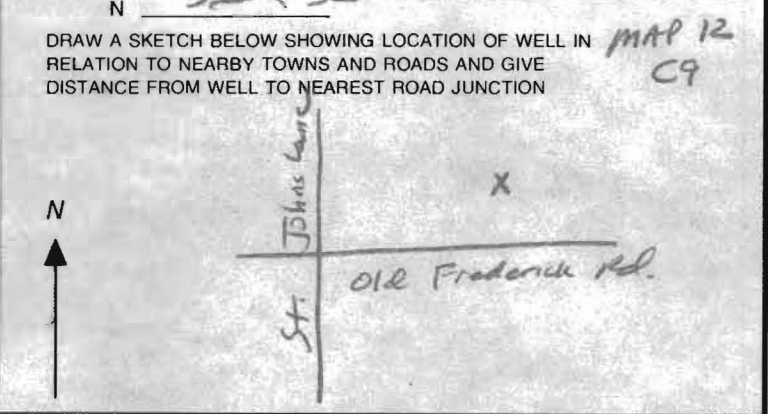 N
DRAW A SKETCH BELOW SHOWING LOCATION OF WELL IN
RELATION TO NEARBY TOWNS AND ROADS AND GIVE
DISTANCE FROM WELL TO NEAREST ROAD JUNCTION
MAP 12
C9
St. Johns Lane
X
N
Old Frederick Rd.